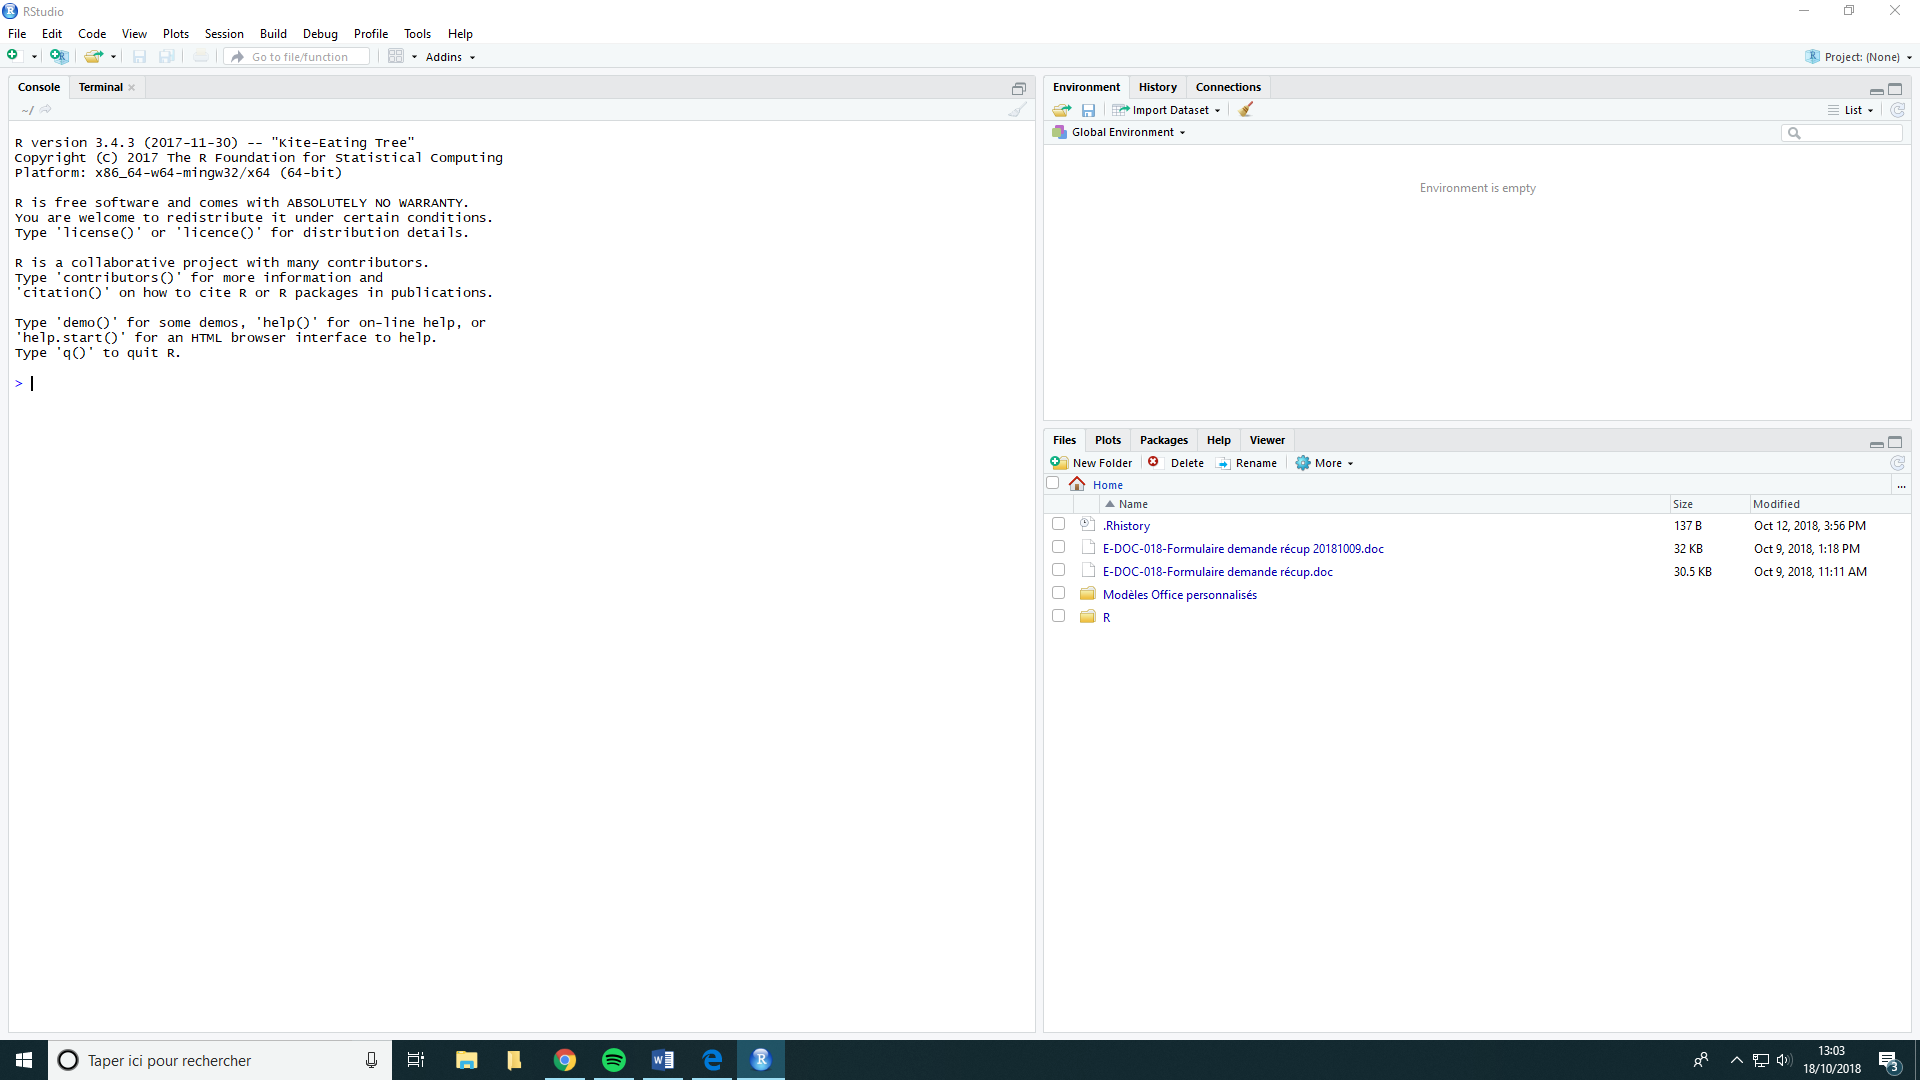 RStudio
File Edit Code View Plots Session Build Debug Profile Tools Help
Go to file/function Addins Project: (None)
Console Terminal
~/
R version 3.4.3 (2017-11-30) -- "Kite-Eating Tree"
Copyright (C) 2017 The R Foundation for Statistical Computing
Platform: x86_64-w64-mingw32/x64 (64-bit)
R is free software and comes with ABSOLUTELY NO WARRANTY.
You are welcome to redistribute it under certain conditions.
Type 'license()' or 'licence()' for distribution details.
R is a collaborative project with many contributors.
Type 'contributors()' for more information and
'citation()' on how to cite R or R packages in publications.
Type 'demo()' for some demos, 'help()' for on-line help, or
'help.start()' for an HTML browser interface to help.
Type 'q()' to quit R.
>
Environment History Connections
Import Dataset List
Global Environment
Environment is empty
Files Plots Packages Help Viewer
New Folder Delete Rename More
Home ...
Name Size Modified
.Rhistory 137 B Oct 12, 2018, 3:56 PM
E-DOC-018-Formulaire demande récup 20181009.doc 32 KB Oct 9, 2018, 1:18 PM
E-DOC-018-Formulaire demande récup.doc 30.5 KB Oct 9, 2018, 11:11 AM
Modèles Office personnalisés
R
Taper ici pour rechercher
13:03
18/10/2018
3